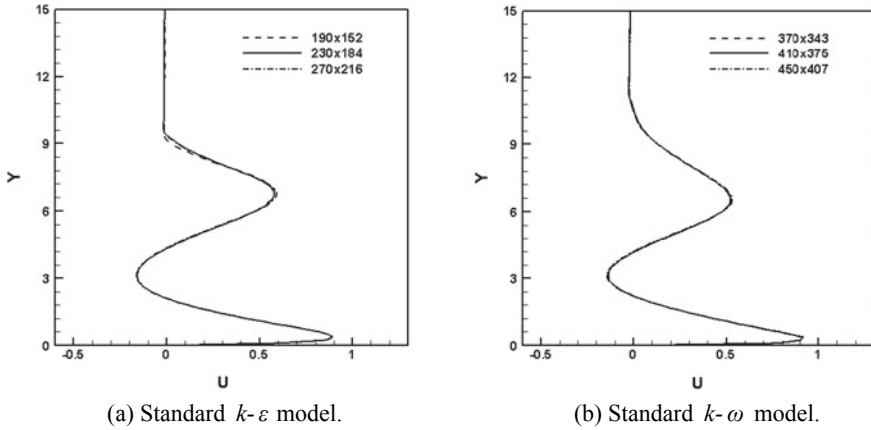 15
12
9
6
3
0
Y
-0.5
0
0.5
1
U
190x152
230x184
270x216
(a) Standard k-ε model.
15
12
9
6
3
0
Y
-0.5
0
0.5
1
U
370x343
410x375
450x407
(b) Standard k-ω model.